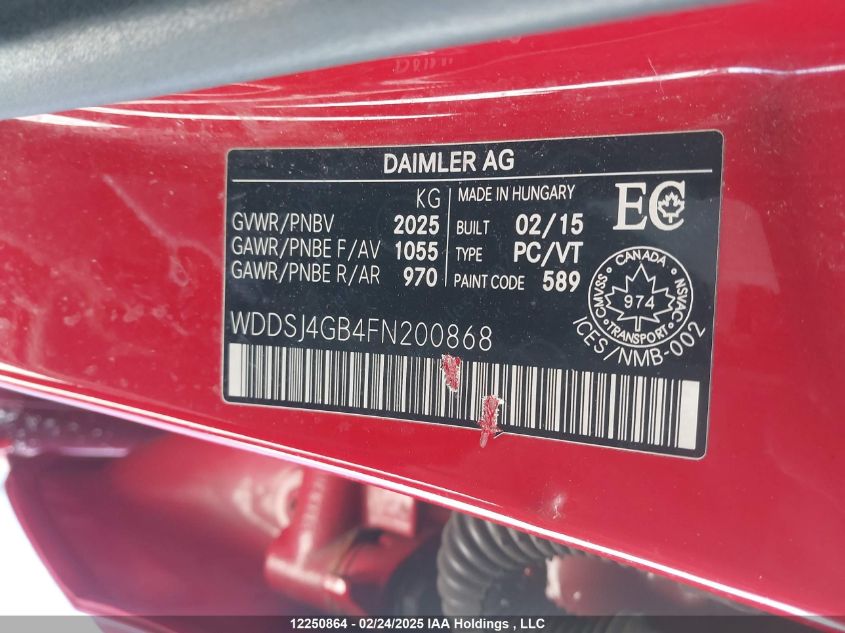 DAIMLER AG
KG
GVWR/PNBV 2025
GAWR/PNBE F/AV 1055
GAWR/PNBE R/AR 970
MADE IN HUNGARY
BUILT 02/15
TYPE PC/VT
PAINT CODE 589
EC
CANADA
CMVSS 974 NSVAC
TRANSPORT
ICES/NMB-002
WDDSJ4GB4FN200868
12250864 - 02/24/2025 IAA Holdings , LLC